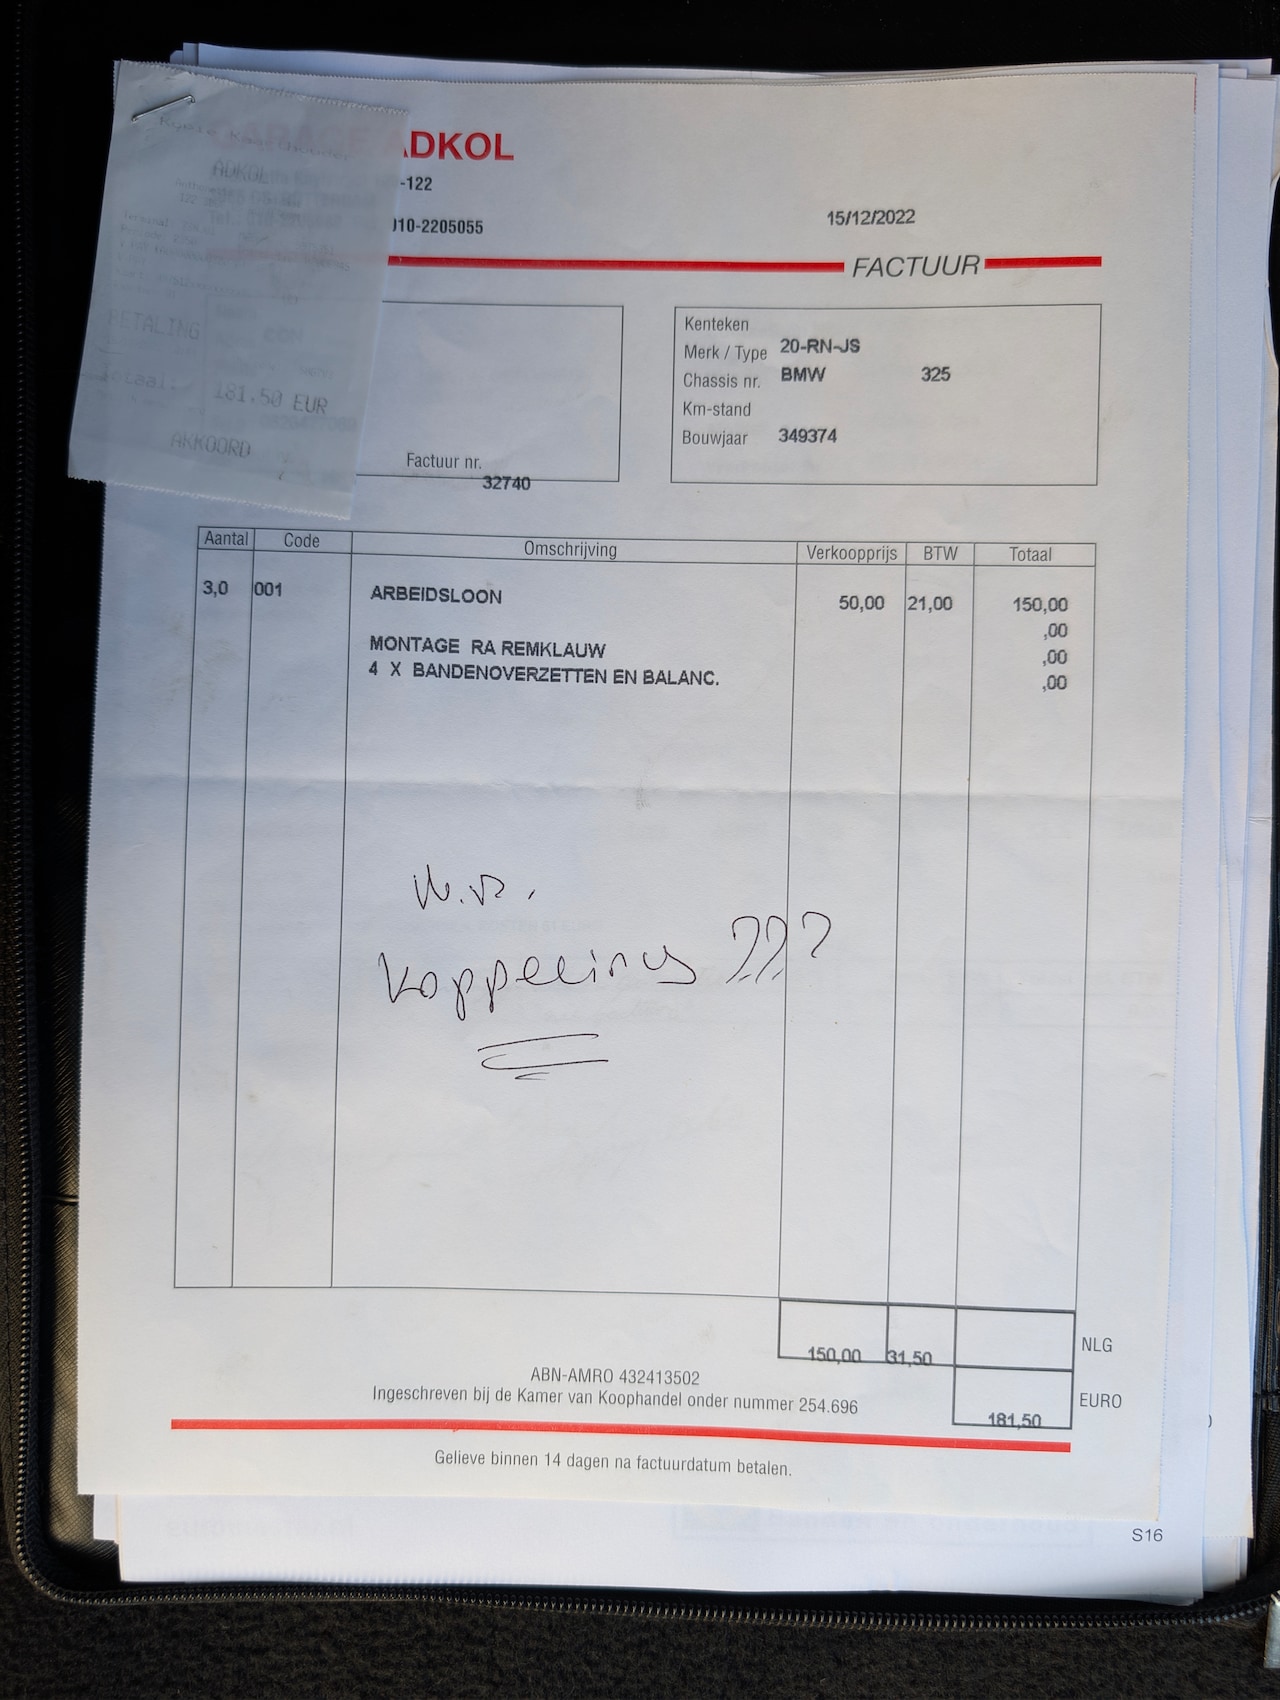 GARAGE ADKOL
-122
010-2205055
15/12/2022
FACTUUR
ADKOL
BETALING
Totaal:
181.50 EUR
AKKOORD
Factuur nr.
32740
Kenteken
20-RN-JS
Merk / Type
BMW 325
Chassis nr.
Km-stand
349374
Bouwjaar
Aantal Code Omschrijving Verkoopprijs BTW Totaal
3,0 001 ARBEIDSLOON 50,00 21,00 150,00
,00
MONTAGE RA REMKLAUW ,00
4 X BANDENOVERZETTEN EN BALANC. ,00
koppeling ???
150,00 31,50 NLG
181,50 EURO
ABN-AMRO 432413502
Ingeschreven bij de Kamer van Koophandel onder nummer 254.696
Gelieve binnen 14 dagen na factuurdatum betalen.
S16